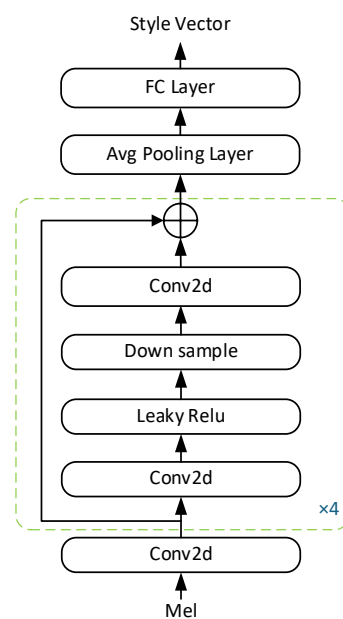 Style Vector
FC Layer
Avg Pooling Layer
Conv2d
Down sample
Leaky Relu
Conv2d
×4
Conv2d
Mel